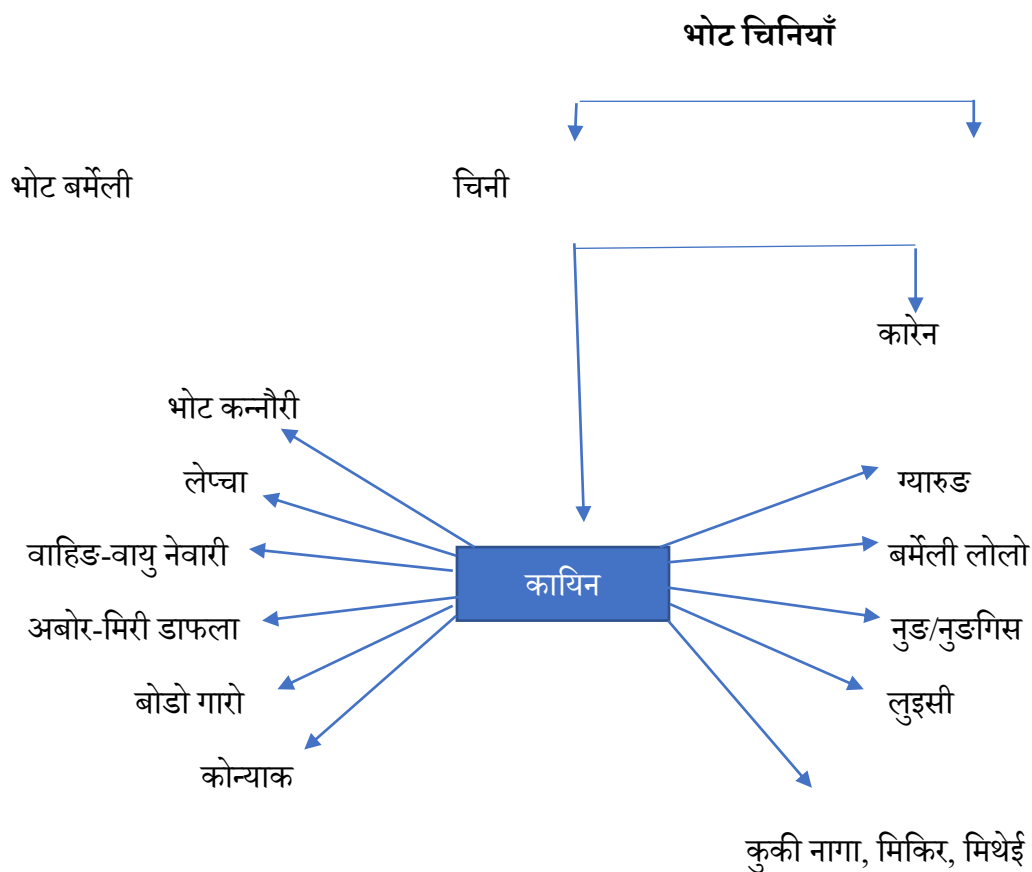 भोट चिनियाँ
भोट बर्मेली
चिनी
कारेन
भोट कन्नौरी
लेप्चा
ग्यारुङ
वाहिङ-वायु नेवारी
बर्मेली लोलो
कायिन
अबोर-मिरी डाफला
नुङ/नुङगिस
बोडो गारो
लुइसी
कोन्याक
कुकी नागा, मिकिर, मिथेई